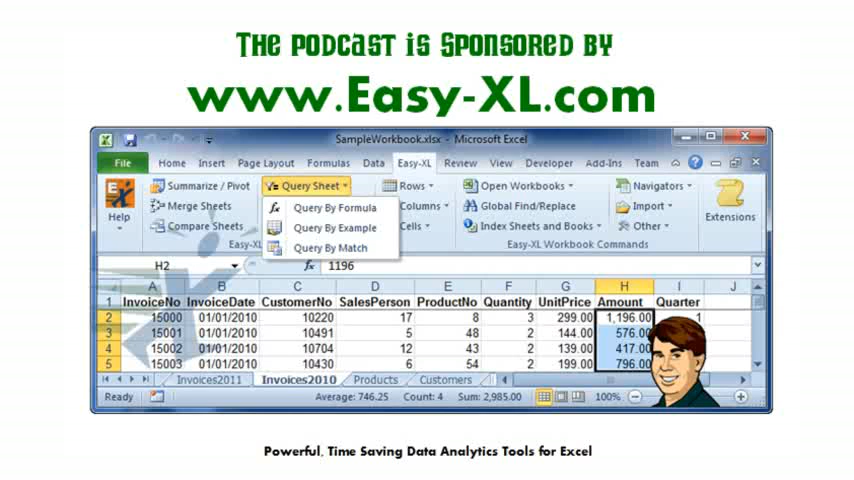 The podcast is Sponsored by
www.Easy-XL.com
SampleWorkbook.xlsx - Microsoft Excel
File Home Insert Page Layout Formulas Data Easy-XL Review View Developer Add-Ins Team
Summarize / Pivot Query Sheet Rows Open Workbooks Navigators
Merge Sheets Query By Formula Columns Global Find/Replace Import
Help Compare Sheets Query By Example Cells Index Sheets and Books Other Extensions
Query By Match
Easy-XL Easy-XL Workbook Commands
H2 fx 1196
A B C D E F G H I J
1 InvoiceNo InvoiceDate CustomerNo SalesPerson ProductNo Quantity UnitPrice Amount Quarter
2 15000 01/01/2010 10220 17 8 3 299.00 1,196.00 1
3 15001 01/01/2010 10491 5 48 2 144.00 576.00
4 15002 01/01/2010 10704 12 43 2 139.00 417.00
5 15003 01/01/2010 10430 6 54 2 199.00 796.00
Invoices2011 Invoices2010 Products Customers
Ready Average: 746.25 Count: 4 Sum: 2,985.00 100%
Powerful, Time Saving Data Analytics Tools for Excel